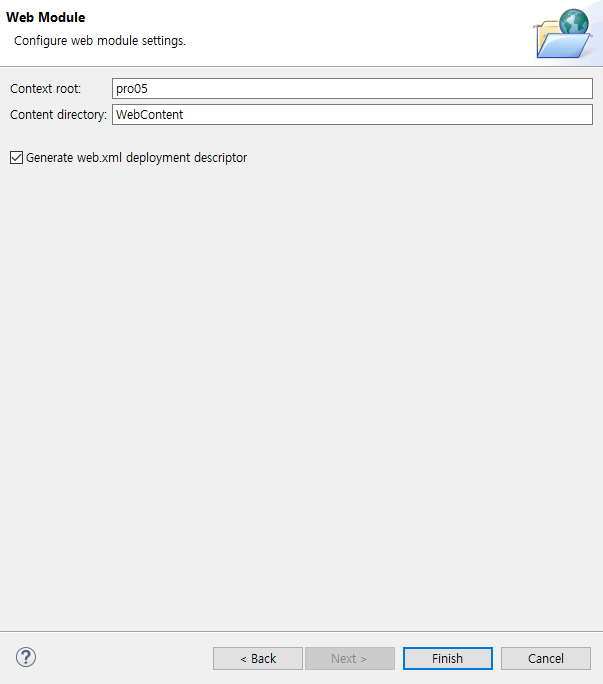 Web Module
Configure web module settings.
Context root: pro05
Content directory: WebContent
Generate web.xml deployment descriptor
? < Back Next > Finish Cancel